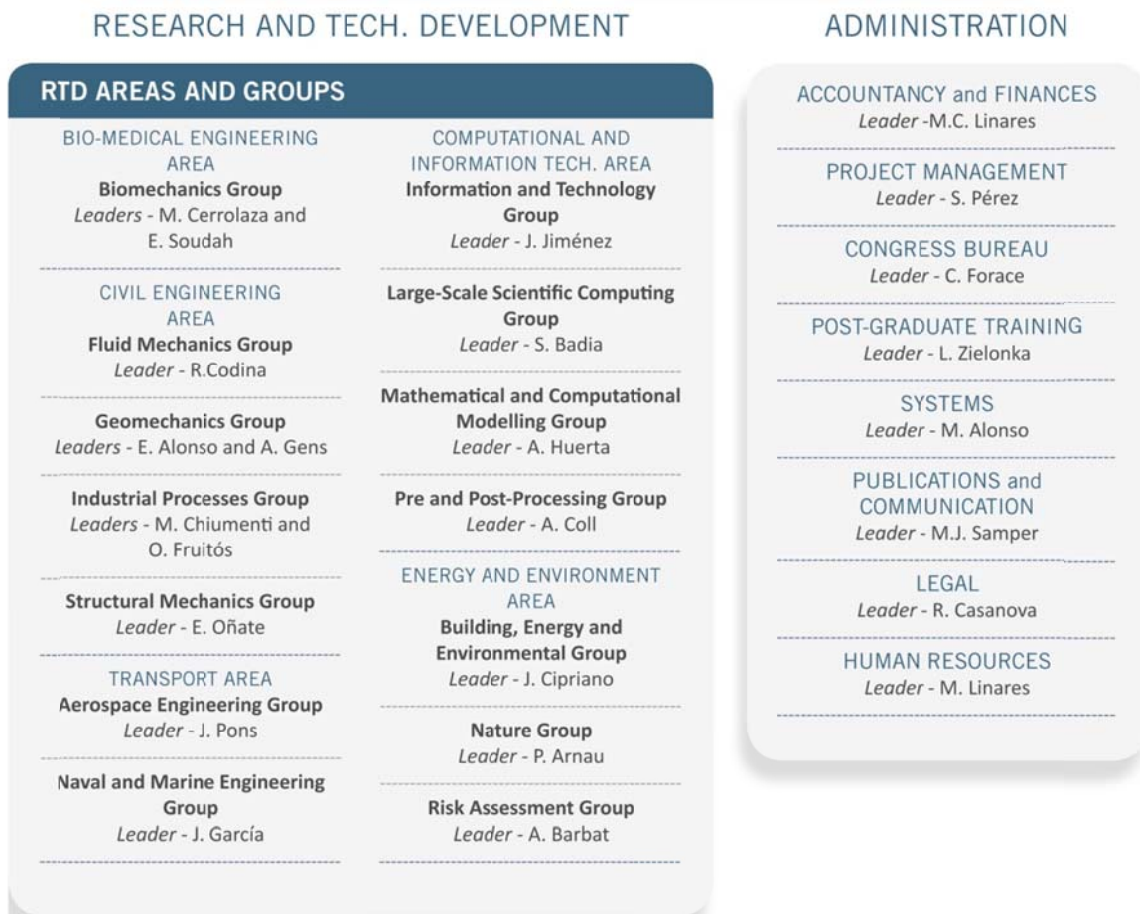 RESEARCH AND TECH. DEVELOPMENT
RTD AREAS AND GROUPS
BIO-MEDICAL ENGINEERING
AREA
Biomechanics Group
Leaders - M. Cerrolaza and
E. Soudah
CIVIL ENGINEERING
AREA
Fluid Mechanics Group
Leader - R.Codina
Geomechanics Group
Leaders - E. Alonso and A. Gens
Industrial Processes Group
Leaders - M. Chiumenti and
O. Fruitós
Structural Mechanics Group
Leader - E. Oñate
TRANSPORT AREA
Aerospace Engineering Group
Leader - J. Pons
Naval and Marine Engineering
Group
Leader - J. García
COMPUTATIONAL AND
INFORMATION TECH. AREA
Information and Technology
Group
Leader - J. Jiménez
Large-Scale Scientific Computing
Group
Leader - S. Badia
Mathematical and Computational
Modelling Group
Leader - A. Huerta
Pre and Post-Processing Group
Leader - A. Coll
ENERGY AND ENVIRONMENT
AREA
Building, Energy and
Environmental Group
Leader - J. Cipriano
Nature Group
Leader - P. Arnau
Risk Assessment Group
Leader - A. Barbat
ADMINISTRATION
ACCOUNTANCY and FINANCES
Leader -M.C. Linares
PROJECT MANAGEMENT
Leader - S. Pérez
CONGRESS BUREAU
Leader - C. Forace
POST-GRADUATE TRAINING
Leader - L. Zielonka
SYSTEMS
Leader - M. Alonso
PUBLICATIONS and
COMMUNICATION
Leader - M.J. Samper
LEGAL
Leader - R. Casanova
HUMAN RESOURCES
Leader - M. Linares